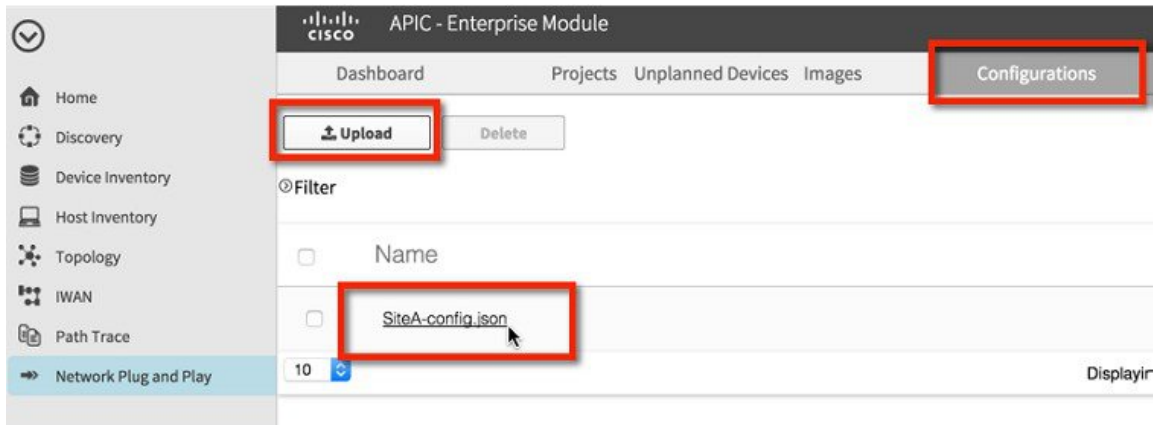 cisco APIC - Enterprise Module
Dashboard Projects Unplanned Devices Images Configurations
Home
Discovery
Device Inventory
Host Inventory
Topology
IWAN
Path Trace
Network Plug and Play
Upload Delete
Filter
Name
SiteA-config.json
10 Displayin